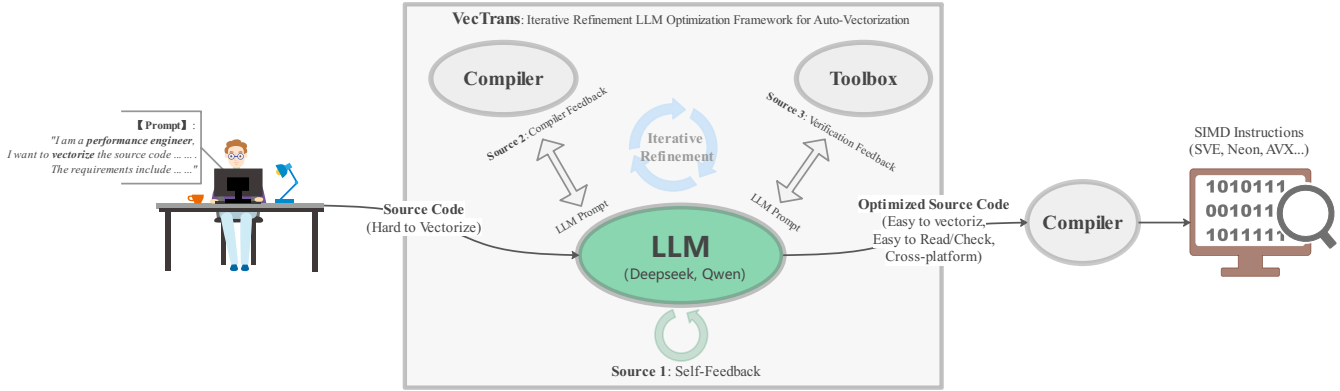 VecTrans: Iterative Refinement LLM Optimization Framework for Auto-Vectorization
Compiler
Toolbox
Source 2: Compiler Feedback
Source 3: Verification Feedback
Iterative
Refinement
LLM Prompt
LLM Prompt
【Prompt】:
"I am a performance engineer,
I want to vectorize the source code ... ... .
The requirements include ... ..."
Source Code
(Hard to Vectorize)
LLM
(Deepseek, Qwen)
Source 1: Self-Feedback
Optimized Source Code
(Easy to vectoriz,
Easy to Read/Check,
Cross-platform)
Compiler
SIMD Instructions
(SVE, Neon, AVX...)
1010111
001011
101111